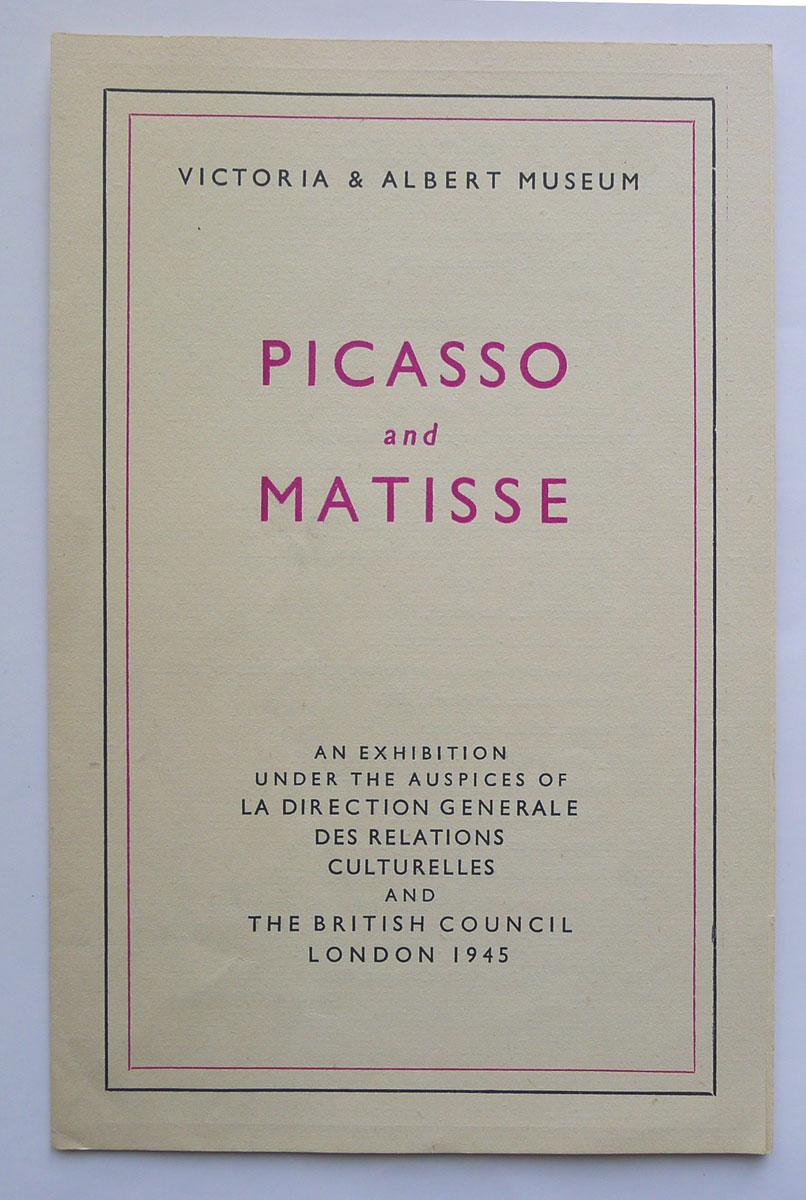 VICTORIA & ALBERT MUSEUM
PICASSO
and
MATISSE
AN EXHIBITION
UNDER THE AUSPICES OF
LA DIRECTION GENERALE
DES RELATIONS
CULTURELLES
AND
THE BRITISH COUNCIL
LONDON 1945